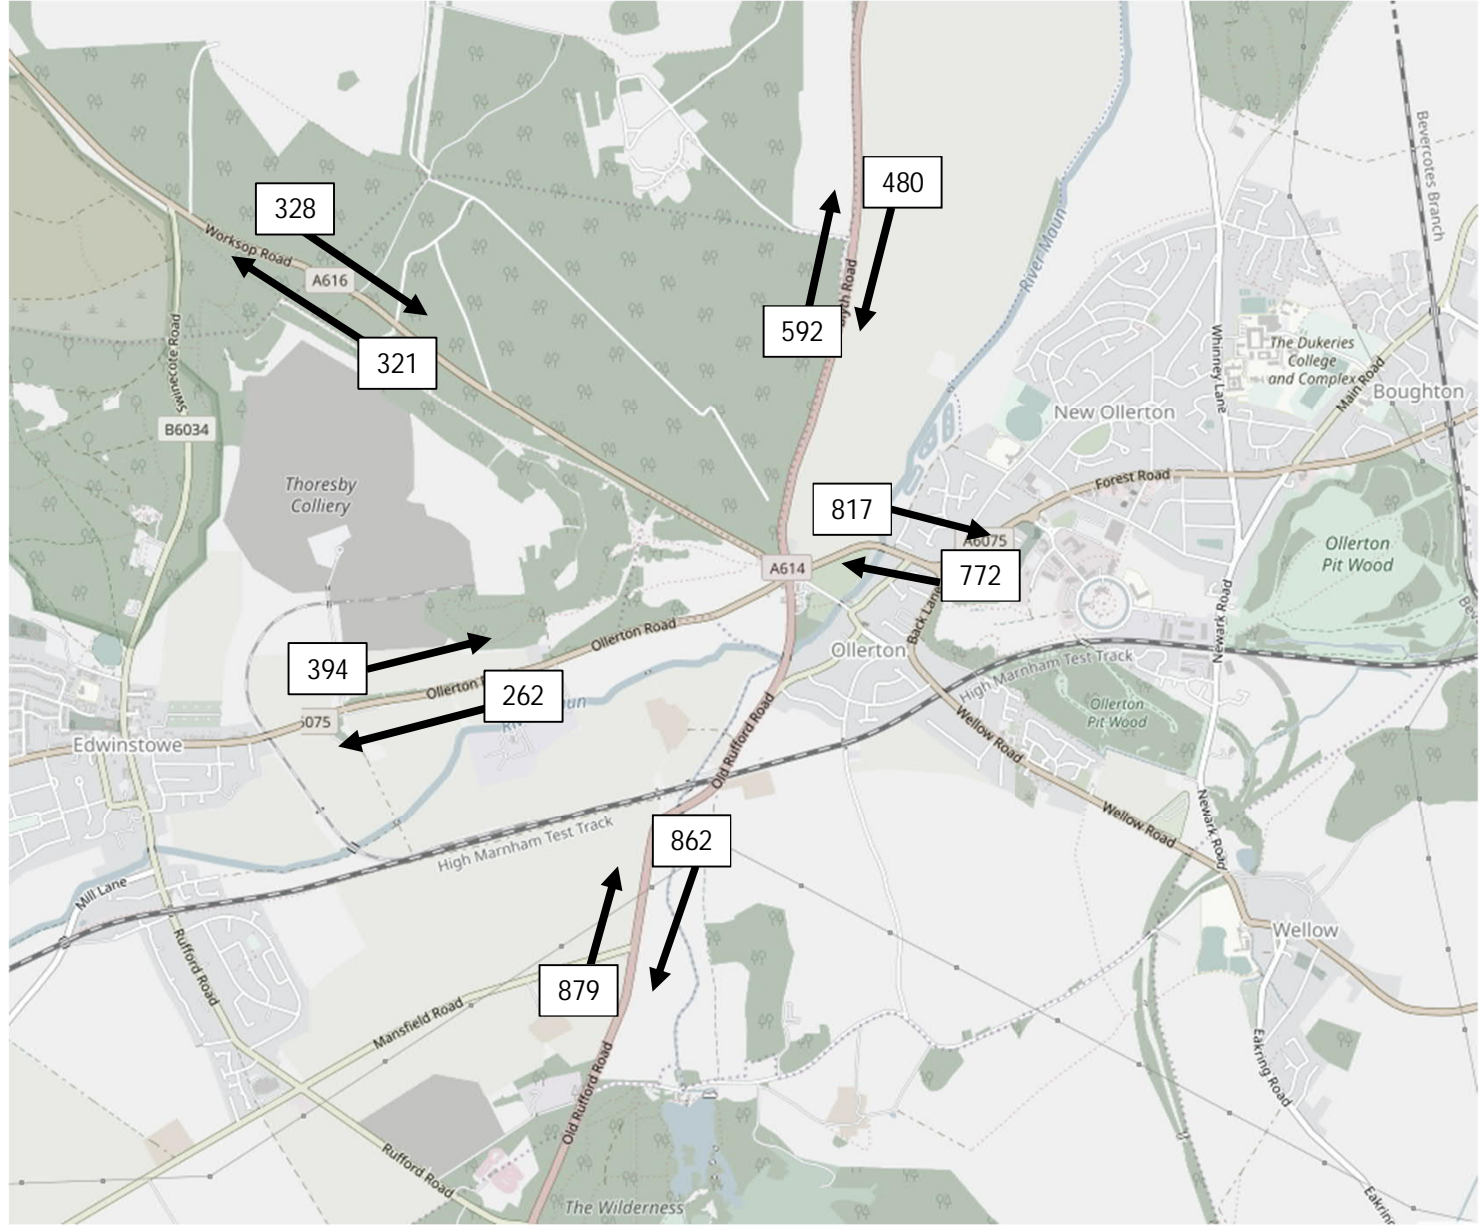 Bevercotes Branch
480
328
Worksop Road
River Maun
A616
592
321
Swinecote Road
Whinney Lane
The Dukeries
College
and Complex
Main Road
Boughton
New Ollerton
B6034
Forest Road
Thoresby
Colliery
817
A6075
Ollerton
Pit Wood
A614
772
Back Lane
Newark Road
Ollerton Road
Ollerton
394
High Marnham Test Track
262
Ollerton
Ollerton
Pit Wood
Edwinstowe
Old Rufford Road
Wellow Road
Newark Road
Wellow Road
862
High Marnham Test Track
Mill Lane
Wellow
Rufford Road
879
Mansfield Road
Eakring Road
Old Rufford Road
Rufford Road
The Wilderness